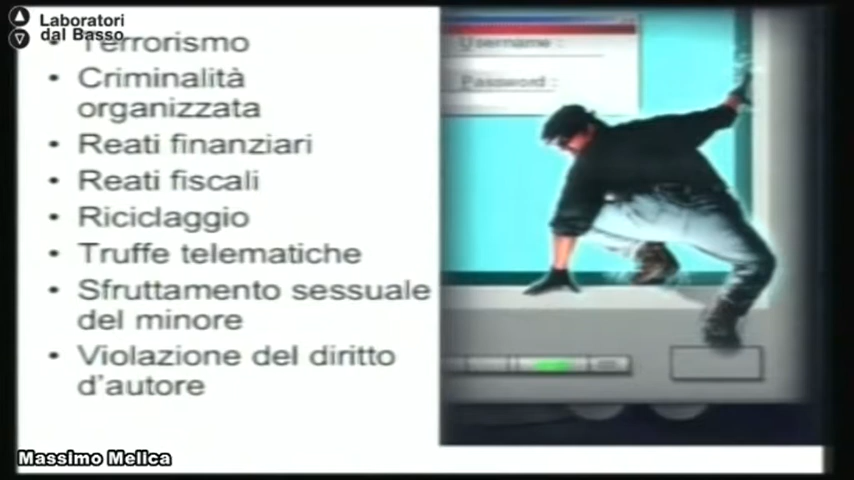 Laboratori
dal Basso
• Terrorismo
• Criminalità
organizzata
• Reati finanziari
• Reati fiscali
• Riciclaggio
• Truffe telematiche
• Sfruttamento sessuale
del minore
• Violazione del diritto
d'autore
Username :
Password :
Massimo Melica